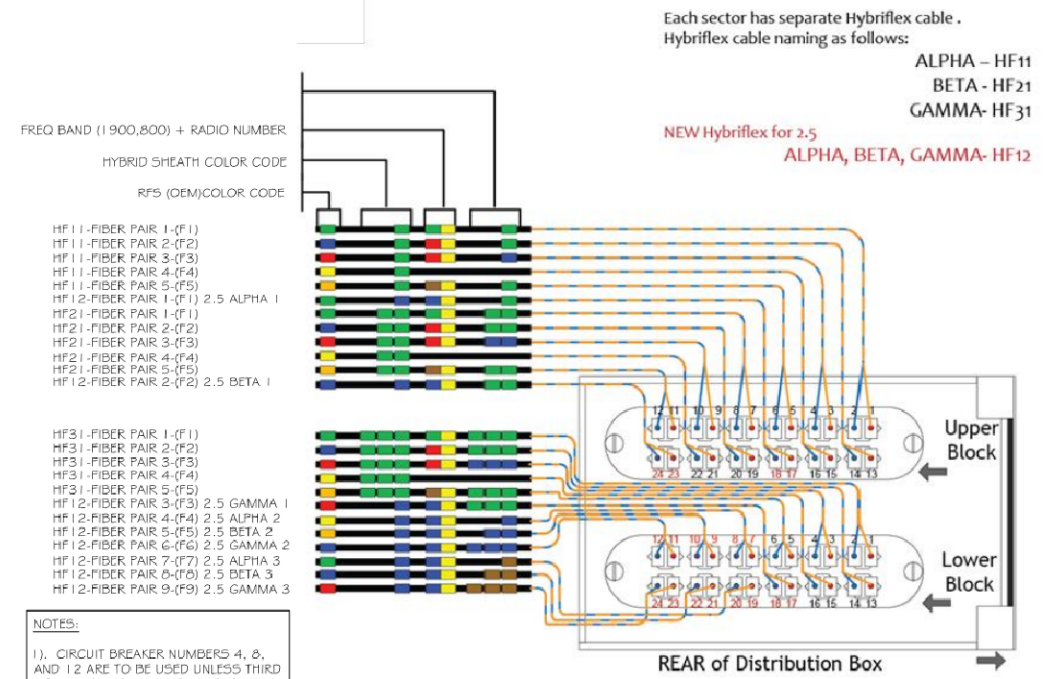 Each sector has separate Hybriflex cable .
Hybriflex cable naming as follows:
ALPHA – HF11
BETA - HF21
GAMMA- HF31
NEW Hybriflex for 2.5
ALPHA, BETA, GAMMA- HF12
FREQ BAND (1900,800) + RADIO NUMBER
HYBRID SHEATH COLOR CODE
RFS (OEM)COLOR CODE
HF11-FIBER PAIR 1-(F1)
HF11-FIBER PAIR 2-(F2)
HF11-FIBER PAIR 3-(F3)
HF11-FIBER PAIR 4-(F4)
HF11-FIBER PAIR 5-(F5)
HF12-FIBER PAIR 1-(F1) 2.5 ALPHA 1
HF21-FIBER PAIR 1-(F1)
HF21-FIBER PAIR 2-(F2)
HF21-FIBER PAIR 3-(F3)
HF21-FIBER PAIR 4-(F4)
HF21-FIBER PAIR 5-(F5)
HF12-FIBER PAIR 2-(F2) 2.5 BETA 1
12 11 10 9 8 7 6 5 4 3 2 1
Upper
Block
24 23 22 21 20 19 18 17 16 15 14 13
HF31-FIBER PAIR 1-(F1)
HF31-FIBER PAIR 2-(F2)
HF31-FIBER PAIR 3-(F3)
HF31-FIBER PAIR 4-(F4)
HF31-FIBER PAIR 5-(F5)
HF12-FIBER PAIR 3-(F3) 2.5 GAMMA 1
HF12-FIBER PAIR 4-(F4) 2.5 ALPHA 2
HF12-FIBER PAIR 5-(F5) 2.5 BETA 2
HF12-FIBER PAIR 6-(F6) 2.5 GAMMA 2
HF12-FIBER PAIR 7-(F7) 2.5 ALPHA 3
HF12-FIBER PAIR 8-(F8) 2.5 BETA 3
HF12-FIBER PAIR 9-(F9) 2.5 GAMMA 3
12 11 10 9 8 7 6 5 4 3 2 1
Lower
Block
24 23 22 21 20 19 18 17 16 15 14 13
REAR of Distribution Box
NOTES:
1). CIRCUIT BREAKER NUMBERS 4, 8,
AND 12 ARE TO BE USED UNLESS THIRD